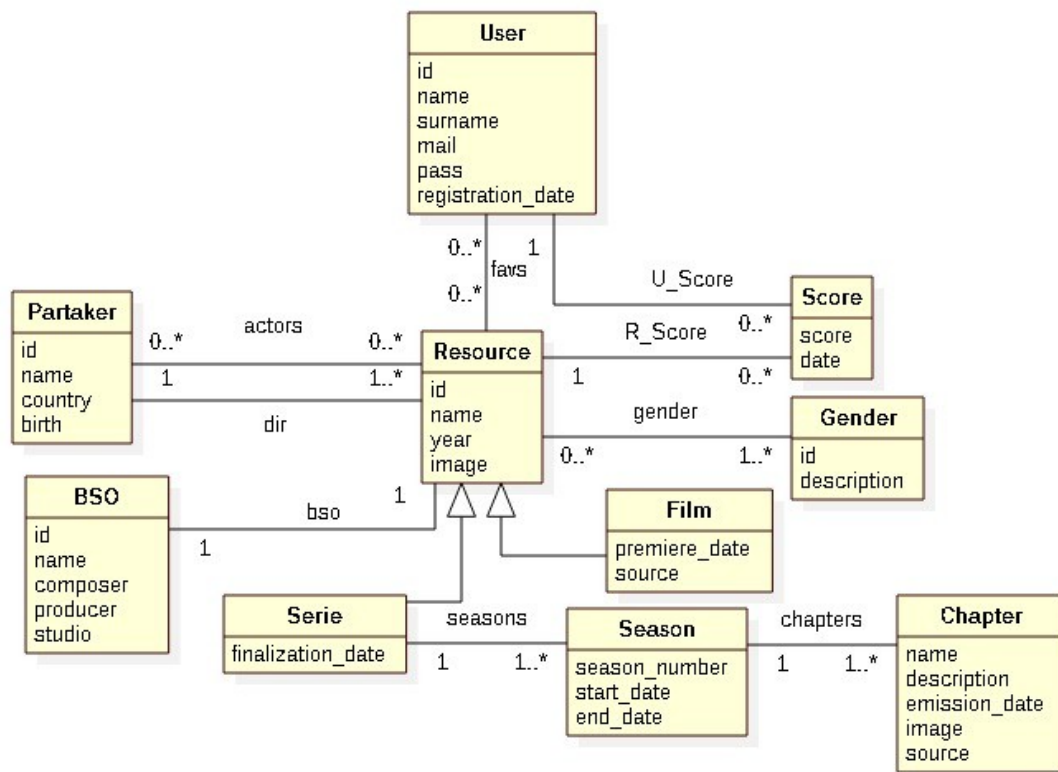 User
id
name
surname
mail
pass
registration_date
0..*
1
favs
0..*
U_Score
0..*
Score
score
date
Partaker
id
name
country
birth
actors
0..*
0..*
1
1..*
dir
Resource
id
name
year
image
R_Score
1
0..*
gender
0..*
1..*
Gender
id
description
BSO
id
name
composer
producer
studio
1
bso
1
Film
premiere_date
source
Serie
finalization_date
seasons
1
1..*
Season
season_number
start_date
end_date
chapters
1
1..*
Chapter
name
description
emission_date
image
source